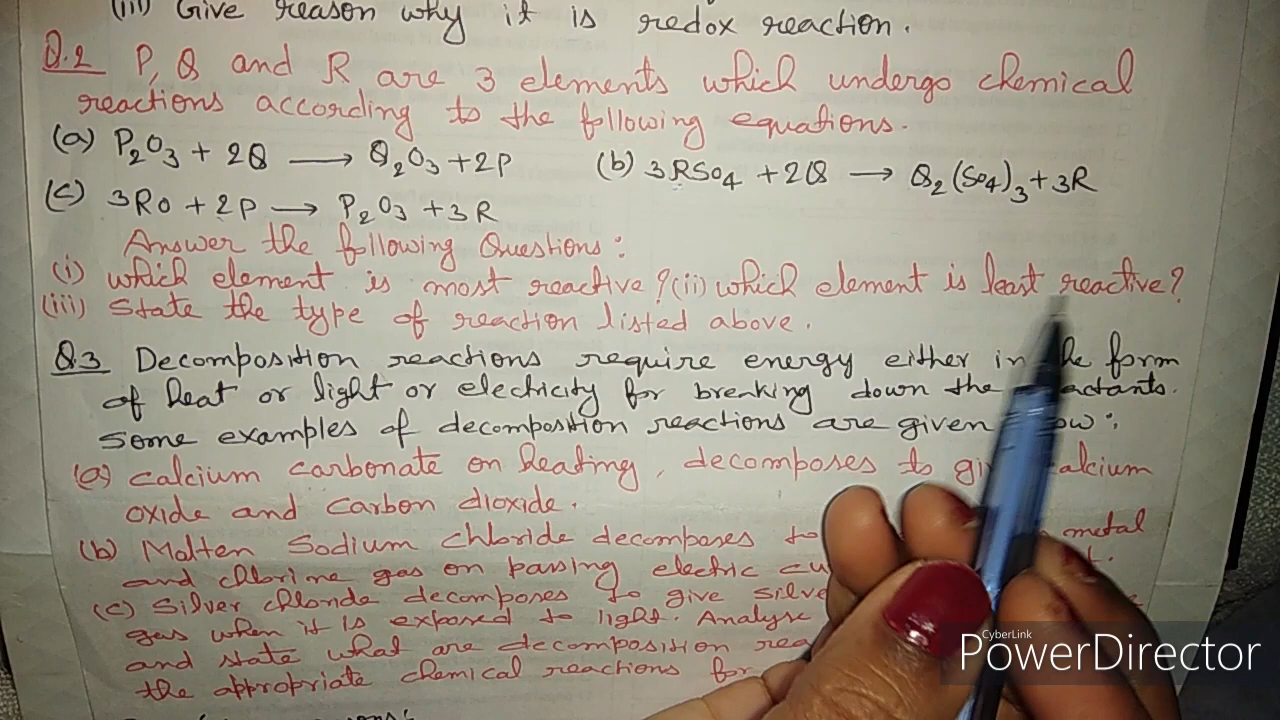 (iii) Give reason why it is redox reaction.
Q.2 P, Q and R are 3 elements which undergo chemical
reactions according to the following equations.
(a) P₂O₃ + 2Q ⟶ Q₂O₃ + 2P (b) 3RSO₄ + 2Q ⟶ Q₂(SO₄)₃ + 3R
(c) 3RO + 2P ⟶ P₂O₃ + 3R
Answer the following Questions:
(i) which element is most reactive? (ii) which element is least reactive?
(iii) State the type of reaction listed above.
Q.3 Decomposition reactions require energy either in the form
of heat or light or electricity for breaking down the
some examples of decomposition reactions are given
(a) Calcium carbonate on heating, decomposes to
oxide and carbon dioxide.
(b) Molten Sodium chloride decomposes to metal
and chlorine gas on passing electric
(c) Silver chloride decomposes to give
gas when it is exposed to light. Analyse
and state what are decomposition
the appropriate chemical reactions for
CyberLink
PowerDirector